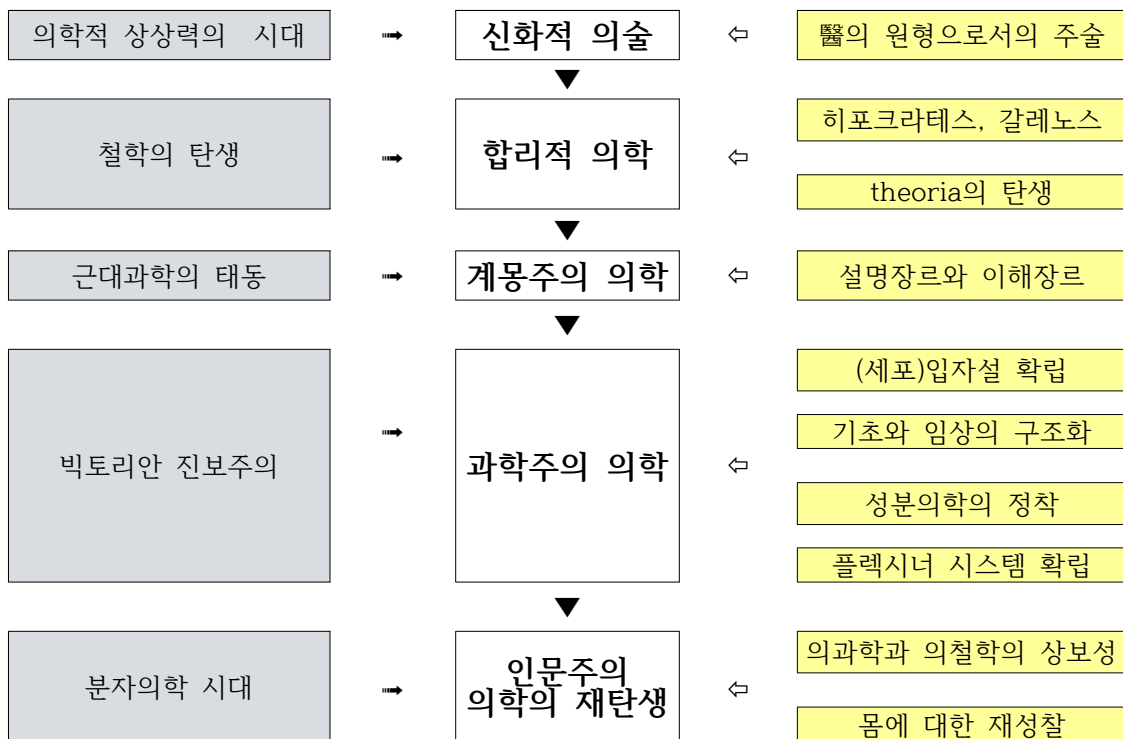 의학적 상상력의 시대
➟
신화적 의술
⇦
醫의 원형으로서의 주술
▼
철학의 탄생
➟
합리적 의학
⇦
히포크라테스, 갈레노스
theoria의 탄생
▼
근대과학의 태동
➟
계몽주의 의학
⇦
설명장르와 이해장르
▼
빅토리안 진보주의
➟
과학주의 의학
⇦
(세포)입자설 확립
기초와 임상의 구조화
성분의학의 정착
플렉시너 시스템 확립
▼
분자의학 시대
➟
인문주의
의학의 재탄생
⇦
의과학과 의철학의 상보성
몸에 대한 재성찰